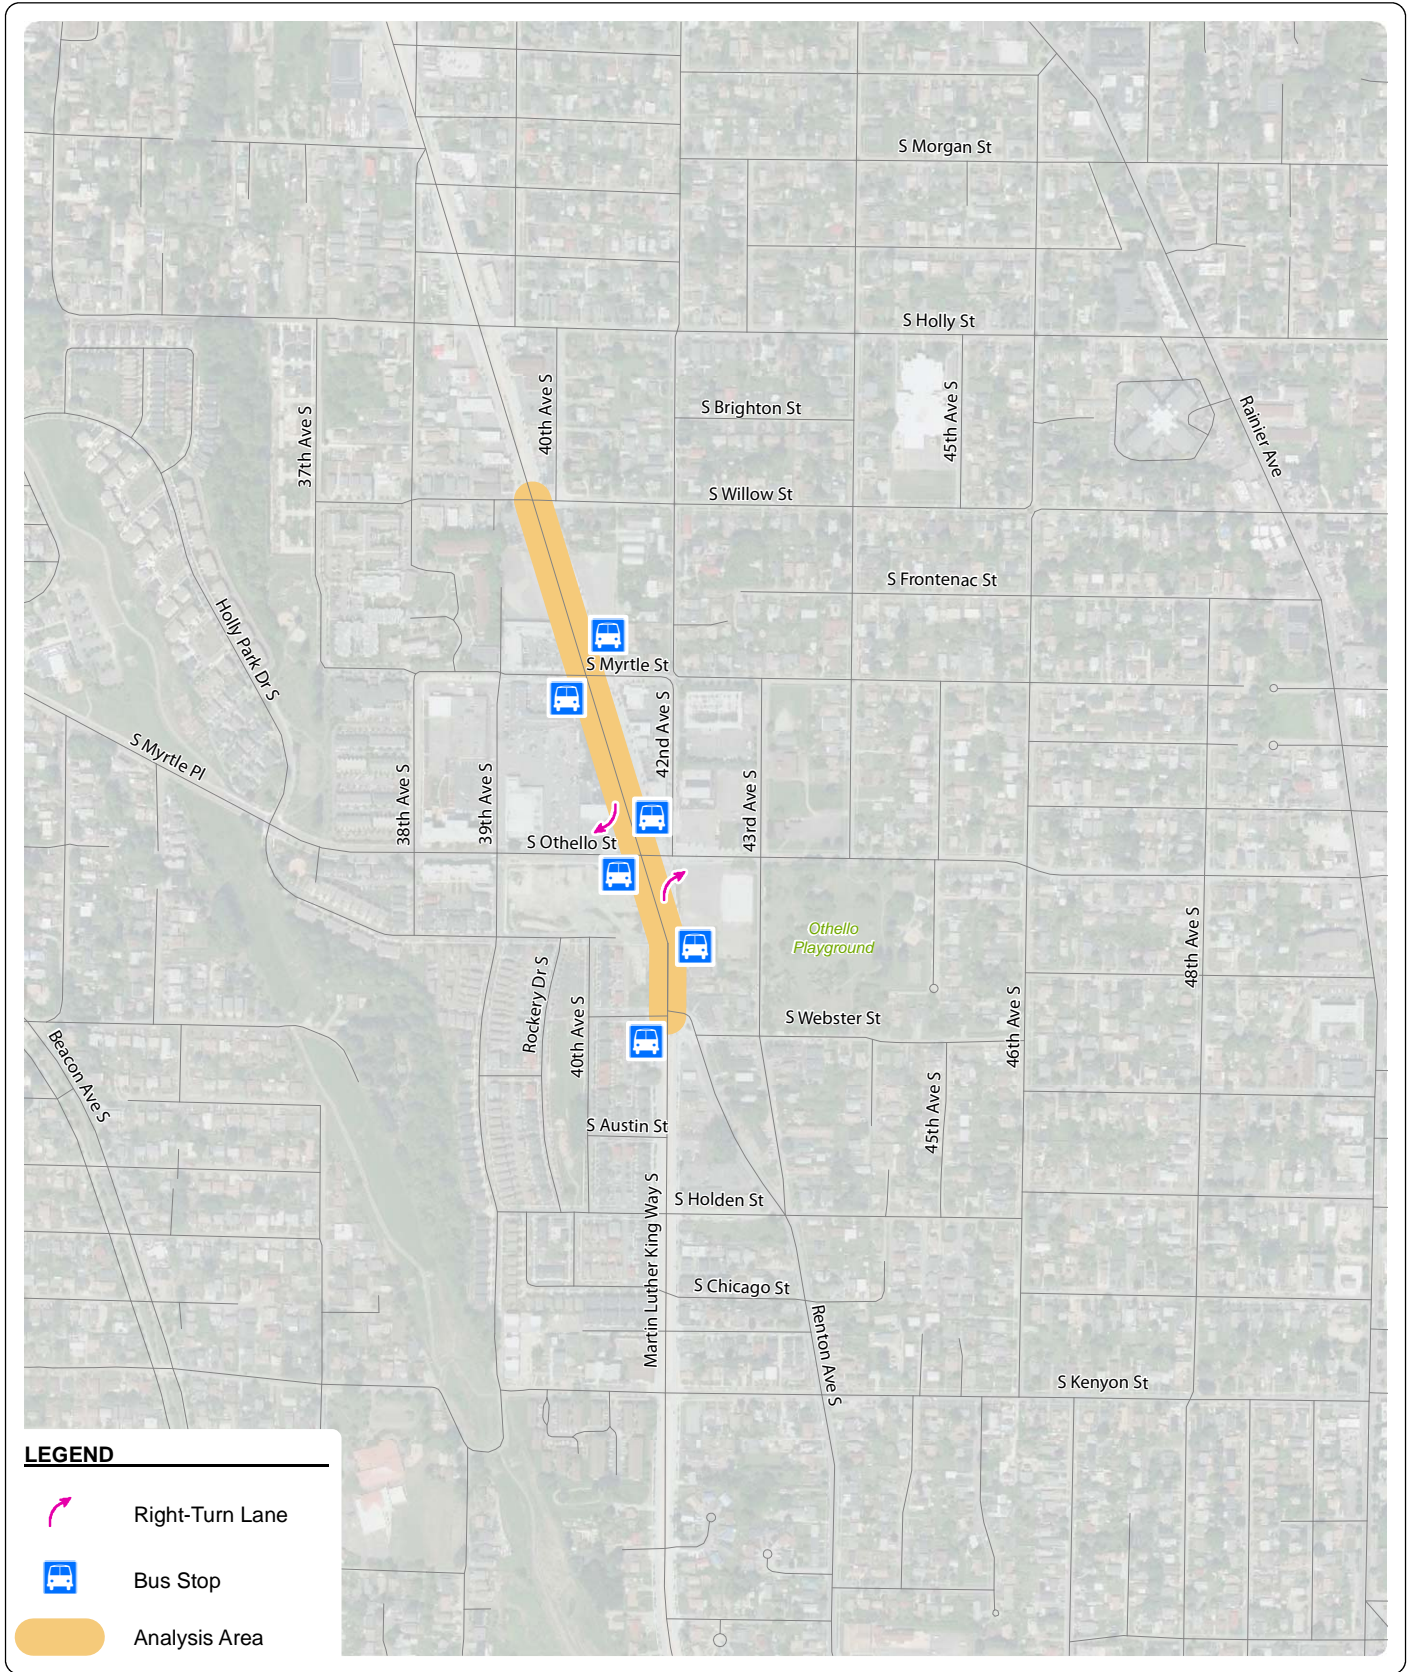 S Morgan St
S Holly St
40th Ave S
S Brighton St
45th Ave S
Rainier Ave
37th Ave S
S Willow St
S Frontenac St
Holly Park Dr S
S Myrtle St
42nd Ave S
S Myrtle Pl
38th Ave S
39th Ave S
43rd Ave S
S Othello St
Othello
Playground
48th Ave S
Rockery Dr S
40th Ave S
46th Ave S
S Webster St
Beacon Ave S
45th Ave S
S Austin St
Martin Luther King Way S
S Holden St
S Chicago St
Renton Ave S
S Kenyon St
LEGEND
Right-Turn Lane
Bus Stop
Analysis Area